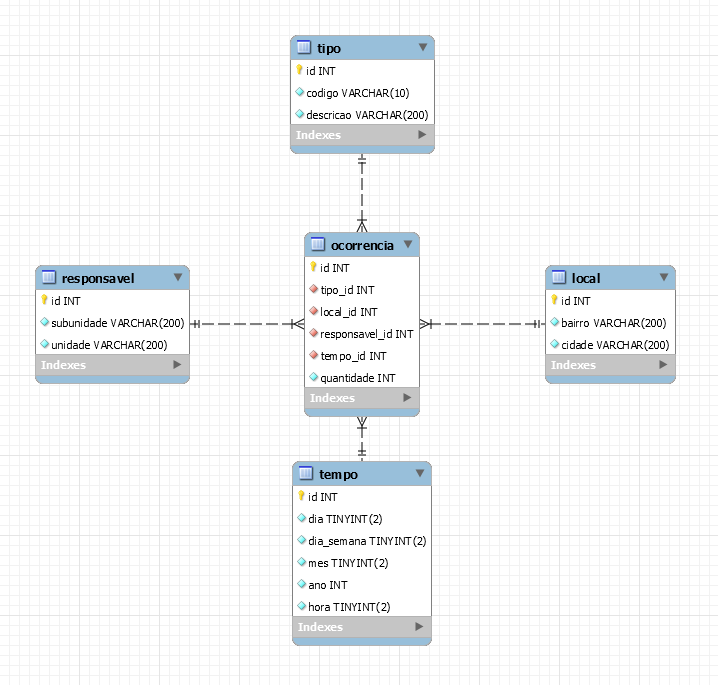 tipo
id INT
codigo VARCHAR(10)
descricao VARCHAR(200)
Indexes
ocorrencia
id INT
tipo_id INT
local_id INT
responsavel_id INT
tempo_id INT
quantidade INT
Indexes
responsavel
id INT
subunidade VARCHAR(200)
unidade VARCHAR(200)
Indexes
local
id INT
bairro VARCHAR(200)
cidade VARCHAR(200)
Indexes
tempo
id INT
dia TINYINT(2)
dia_semana TINYINT(2)
mes TINYINT(2)
ano INT
hora TINYINT(2)
Indexes